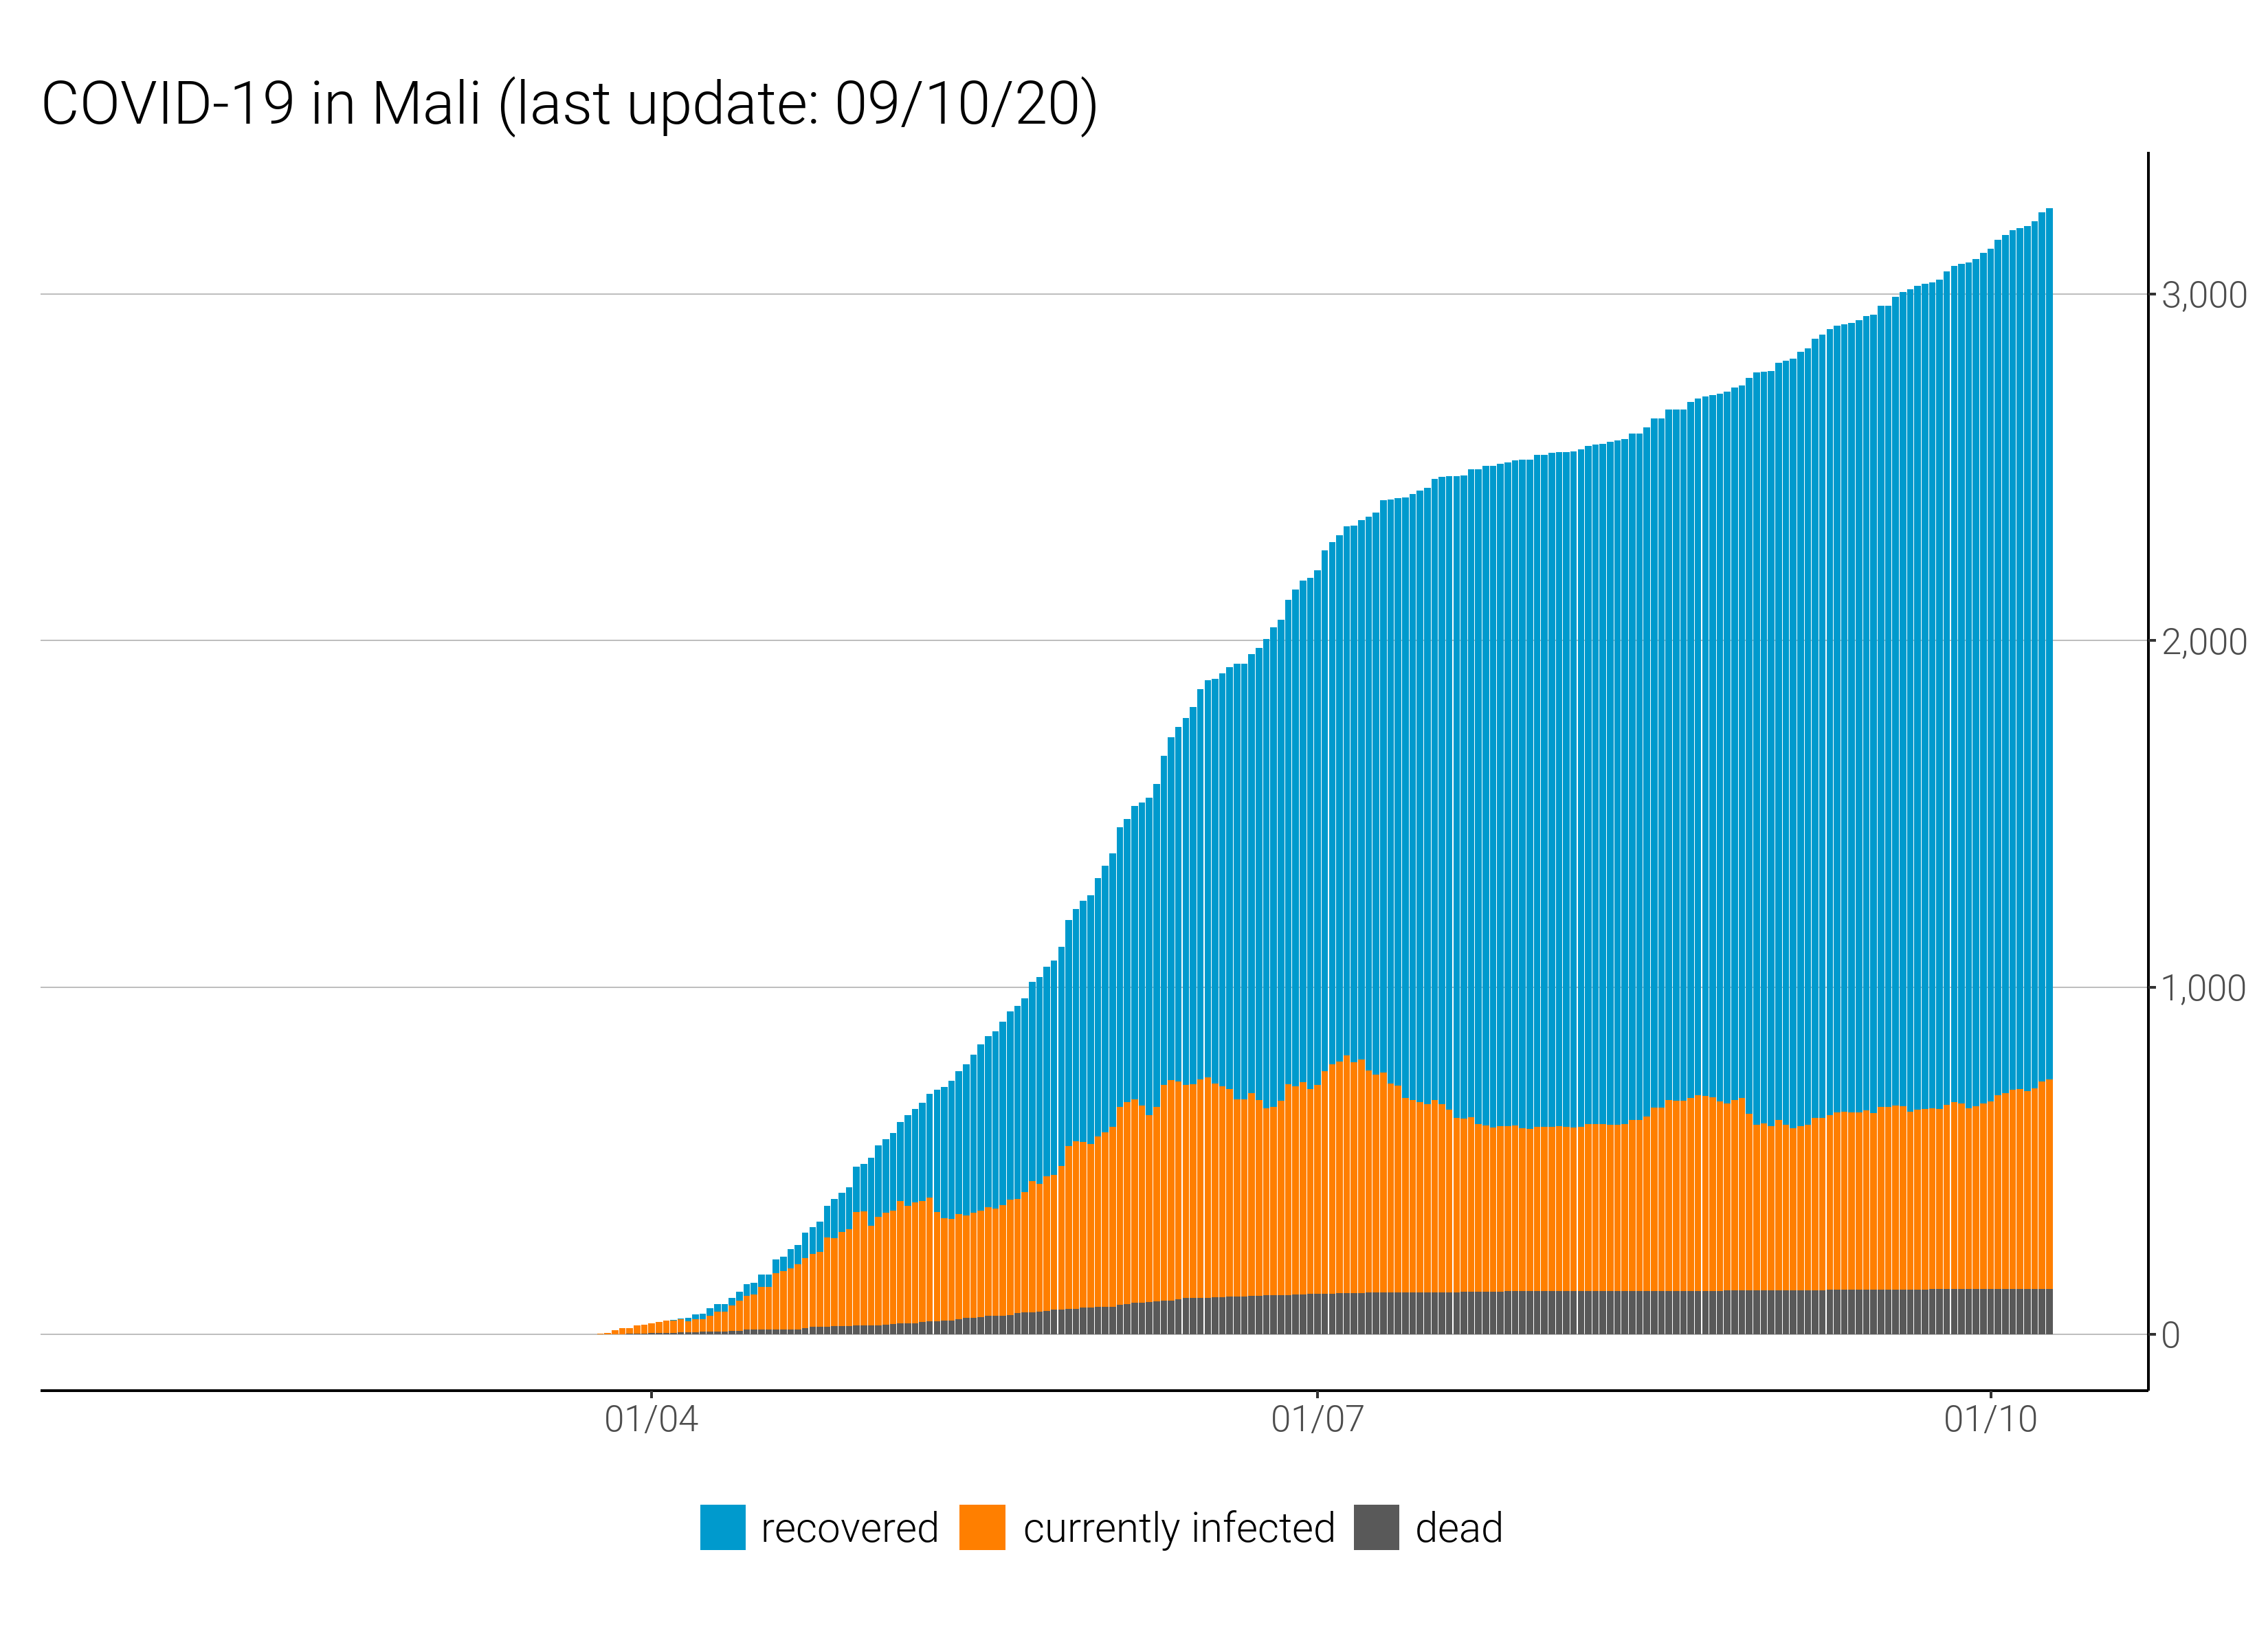 COVID-19 in Mali (last update: 09/10/20)
3,000
2,000
1,000
0
01/04 01/07 01/10
recovered currently infected dead